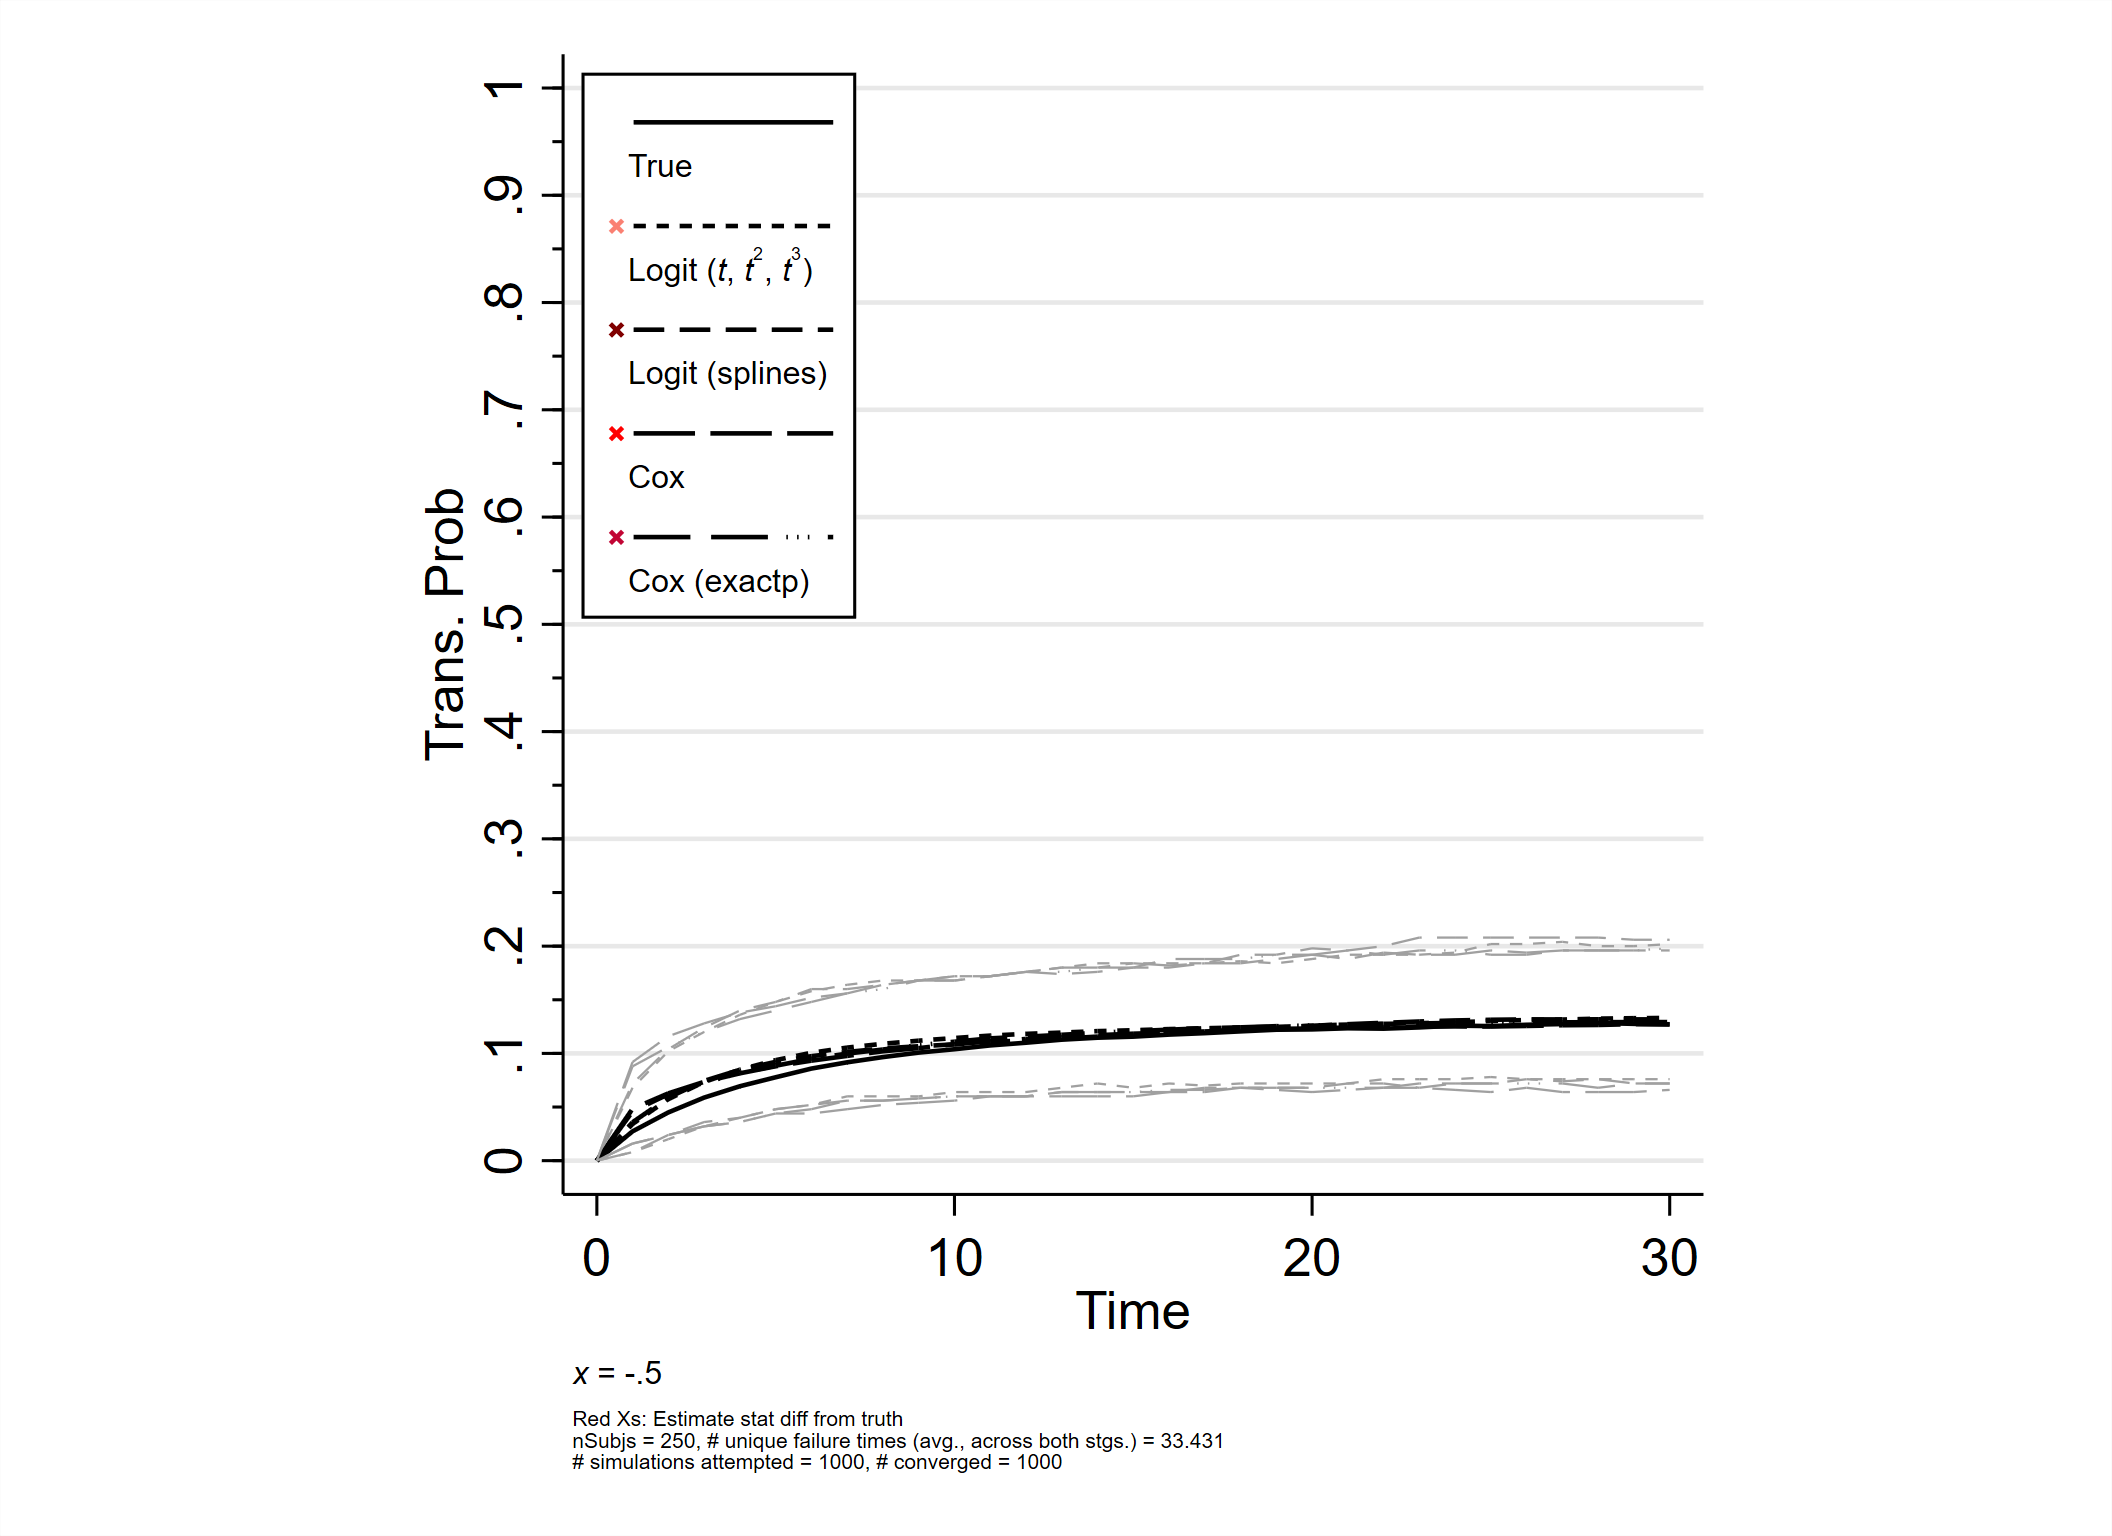 1
.9
.8
.7
.6
.5
.4
.3
.2
.1
0
Trans. Prob
True
Logit (t, t², t³)
Logit (splines)
Cox
Cox (exactp)
0 10 20 30
Time
x = -.5
Red Xs: Estimate stat diff from truth
nSubjs = 250, # unique failure times (avg., across both stgs.) = 33.431
# simulations attempted = 1000, # converged = 1000